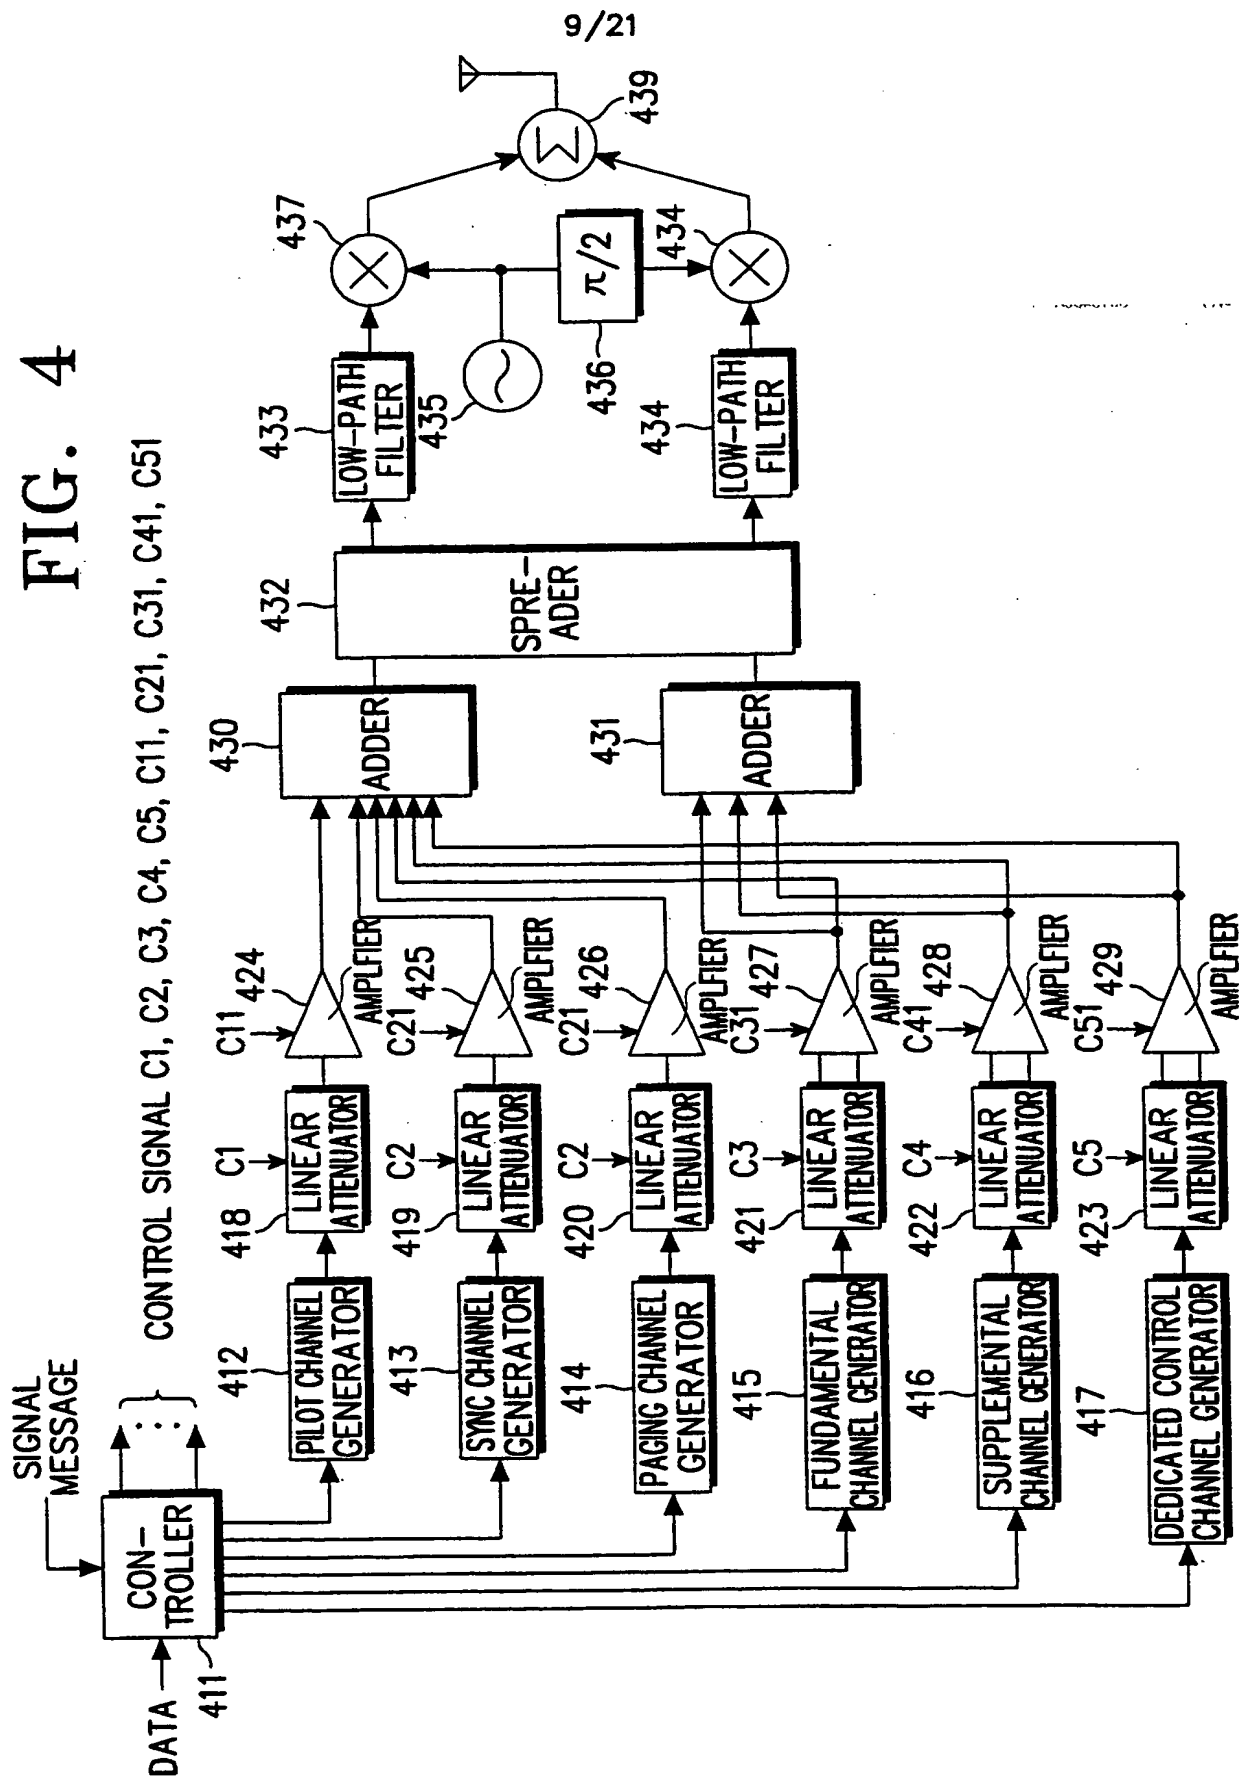 9/21
FIG. 4
SIGNAL
MESSAGE
CONTROL SIGNAL C1, C2, C3, C4, C5, C11, C21, C31, C41, C51
DATA
411
CON-
TROLLER
412
PILOT CHANNEL
GENERATOR
418
C1
LINEAR
ATTENUATOR
C11
424
AMPLFIER
413
SYNC CHANNEL
GENERATOR
419
C2
LINEAR
ATTENUATOR
C21
425
AMPLFIER
414
PAGING CHANNEL
GENERATOR
420
C2
LINEAR
ATTENUATOR
C21
426
AMPLFIER
415
FUNDAMENTAL
CHANNEL GENERATOR
421
C3
LINEAR
ATTENUATOR
C31
427
AMPLFIER
416
SUPPLEMENTAL
CHANNEL GENERATOR
422
C4
LINEAR
ATTENUATOR
C41
428
AMPLFIER
417
DEDICATED CONTROL
CHANNEL GENERATOR
423
C5
LINEAR
ATTENUATOR
C51
429
AMPLFIER
430
ADDER
431
ADDER
432
SPRE-
ADER
433
LOW-PATH
FILTER
434
LOW-PATH
FILTER
435
436
π/2
437
434
439
Σ